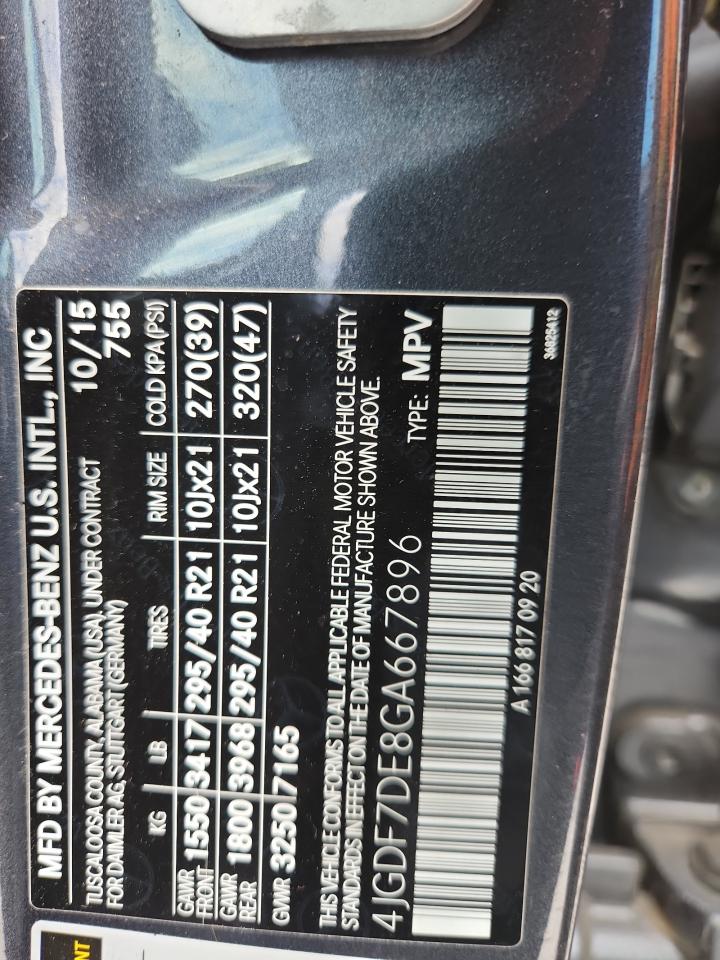 MFD BY MERCEDES-BENZ U.S. INTL., INC
TUSCALOOSA COUNTY, ALABAMA (USA), UNDER CONTRACT 10/15
FOR DAIMLER AG, STUTTGART (GERMANY) 755
KG LB TIRES RIM SIZE COLD KPA (PSI)
GAWR FRONT 1550 3417 295/40 R21 10Jx21 270(39)
GAWR REAR 1800 3968 295/40 R21 10Jx21 320(47)
GVWR 3250 7165
THIS VEHICLE CONFORMS TO ALL APPLICABLE FEDERAL MOTOR VEHICLE SAFETY
STANDARDS IN EFFECT ON THE DATE OF MANUFACTURE SHOWN ABOVE.
4JGDF7DE8GA667896 TYPE: MPV
A 166 817 09 20 34825412